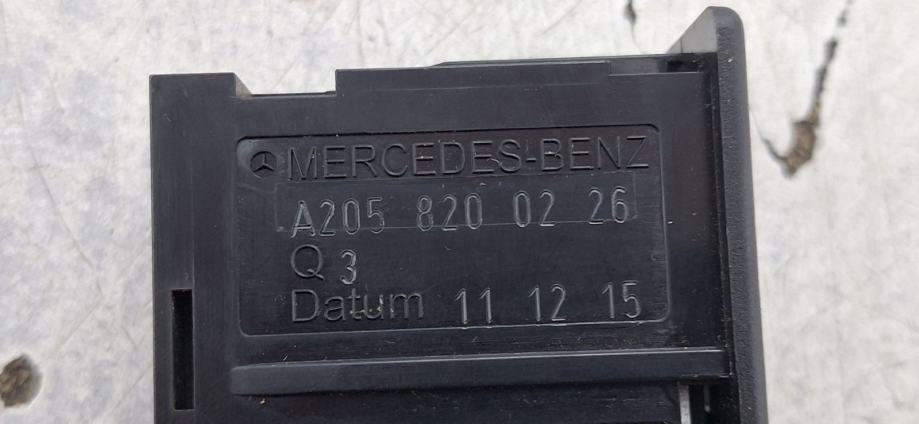 MERCEDES-BENZ
A205 820 02 26
Q 3
Datum 11 12 15